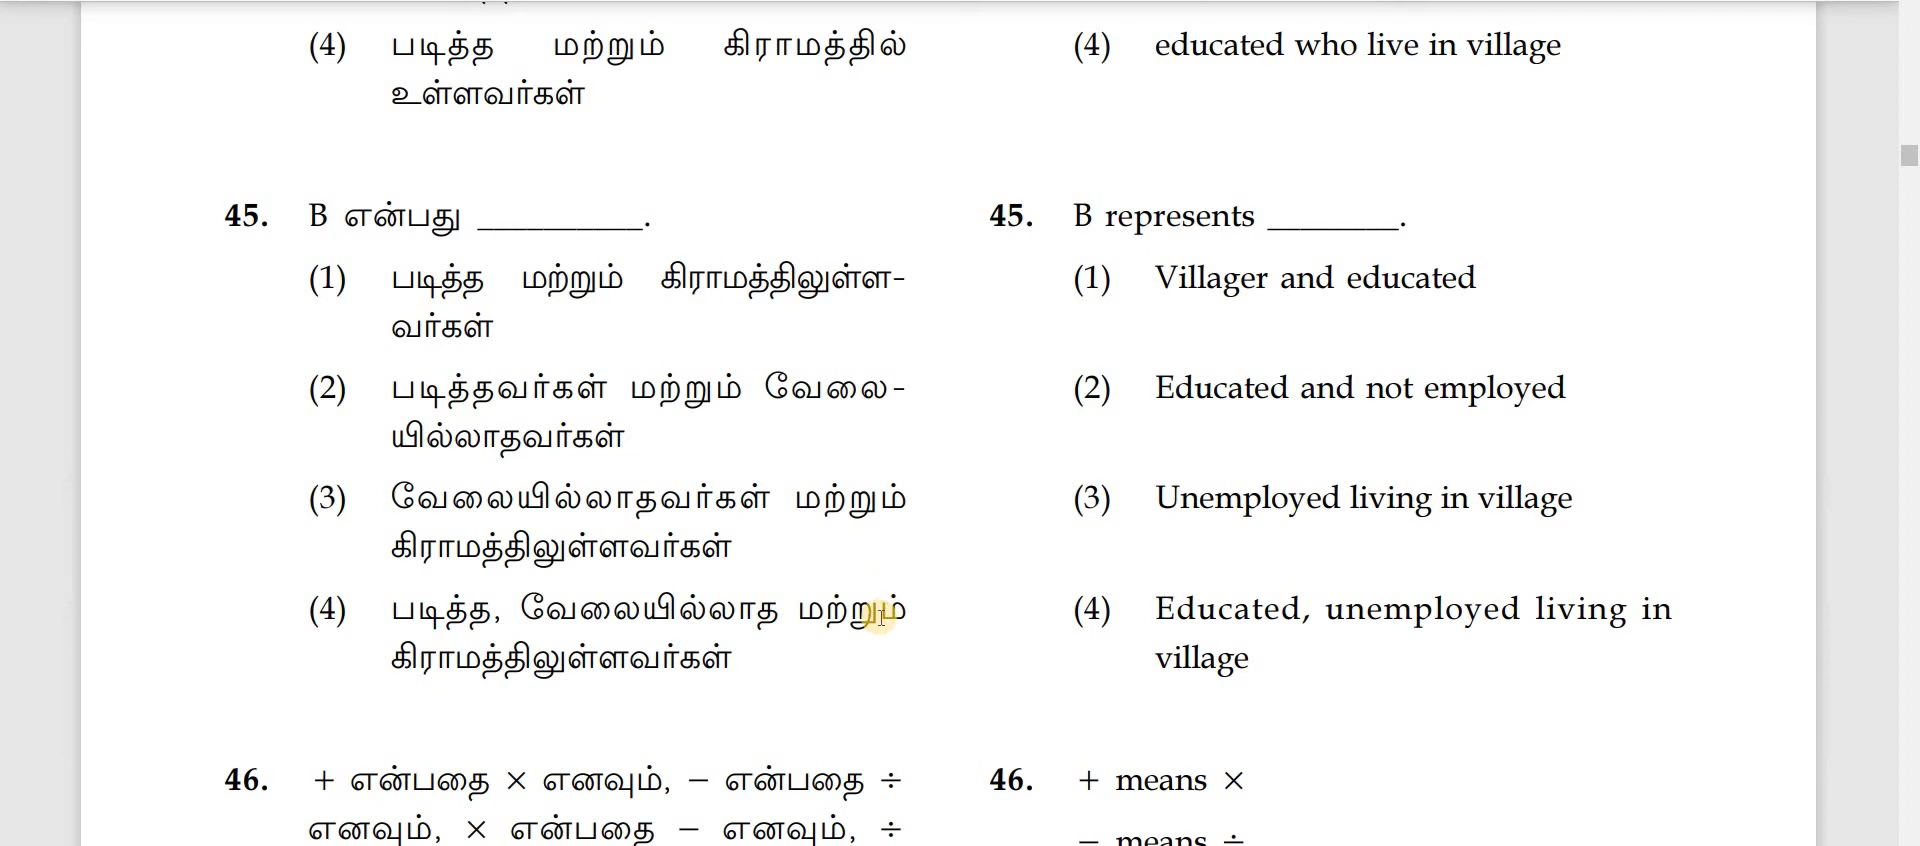 (4) படித்த மற்றும் கிராமத்தில்
உள்ளவர்கள்
45. B என்பது __________.
(1) படித்த மற்றும் கிராமத்திலுள்ள-
வர்கள்
(2) படித்தவர்கள் மற்றும் வேலை-
யில்லாதவர்கள்
(3) வேலையில்லாதவர்கள் மற்றும்
கிராமத்திலுள்ளவர்கள்
(4) படித்த, வேலையில்லாத மற்றும்
கிராமத்திலுள்ளவர்கள்
46. + என்பதை × எனவும், − என்பதை ÷
எனவும், × என்பதை − எனவும், ÷
(4) educated who live in village
45. B represents ________.
(1) Villager and educated
(2) Educated and not employed
(3) Unemployed living in village
(4) Educated, unemployed living in
village
46. + means ×
− means ÷